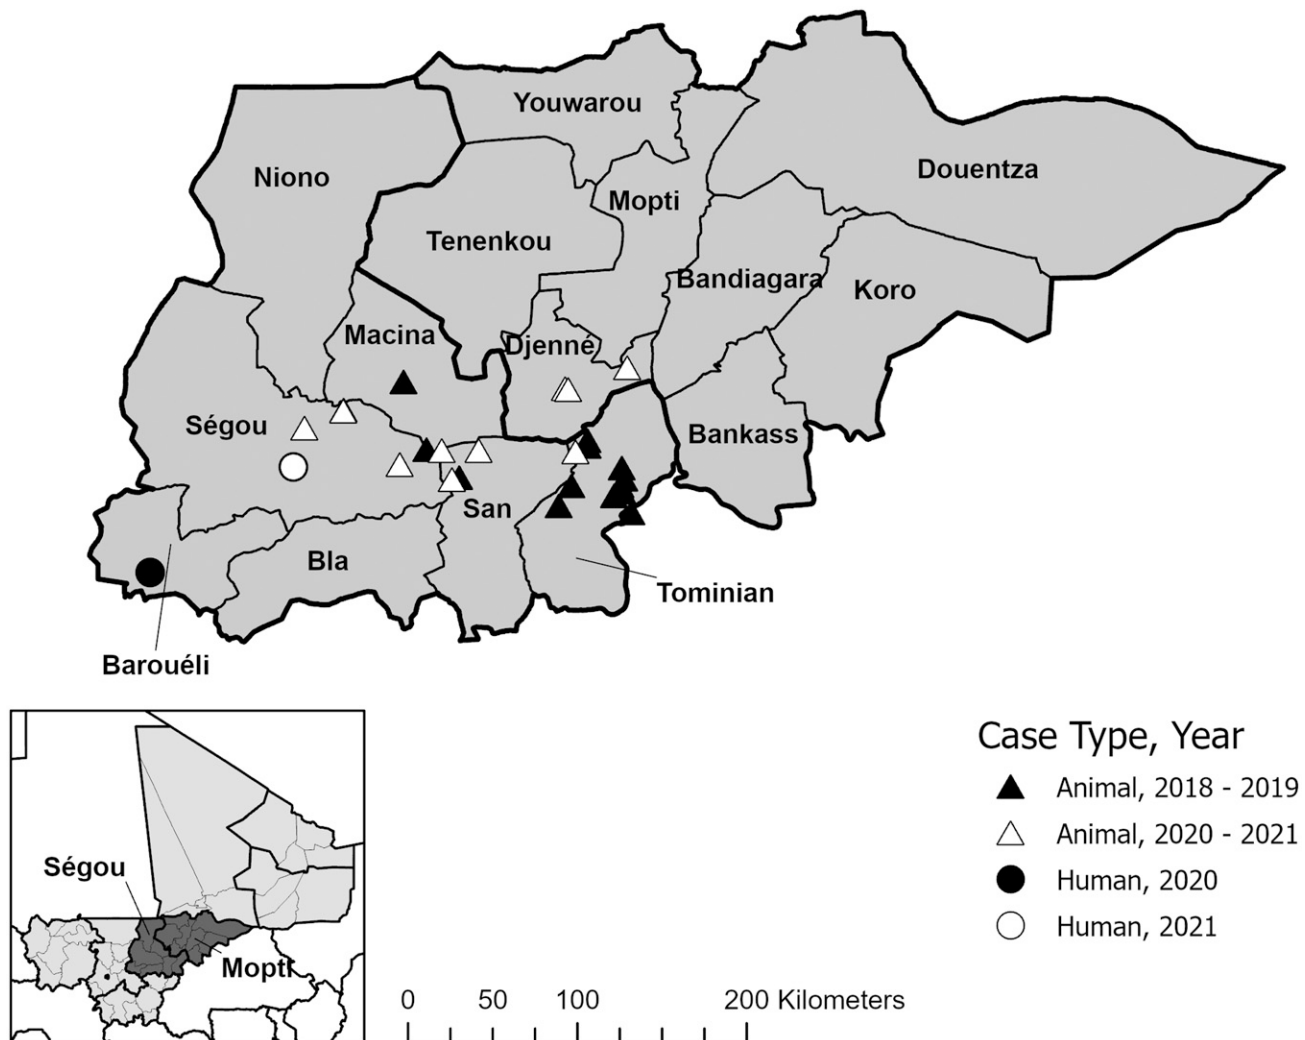 Youwarou
Niono
Douentza
Mopti
Tenenkou
Bandiagara
Koro
Macina
Djenné
Ségou
Bankass
San
Bla
Tominian
Barouéli
Ségou
Mopti
Case Type, Year
Animal, 2018 - 2019
Animal, 2020 - 2021
Human, 2020
Human, 2021
0 50 100 200 Kilometers